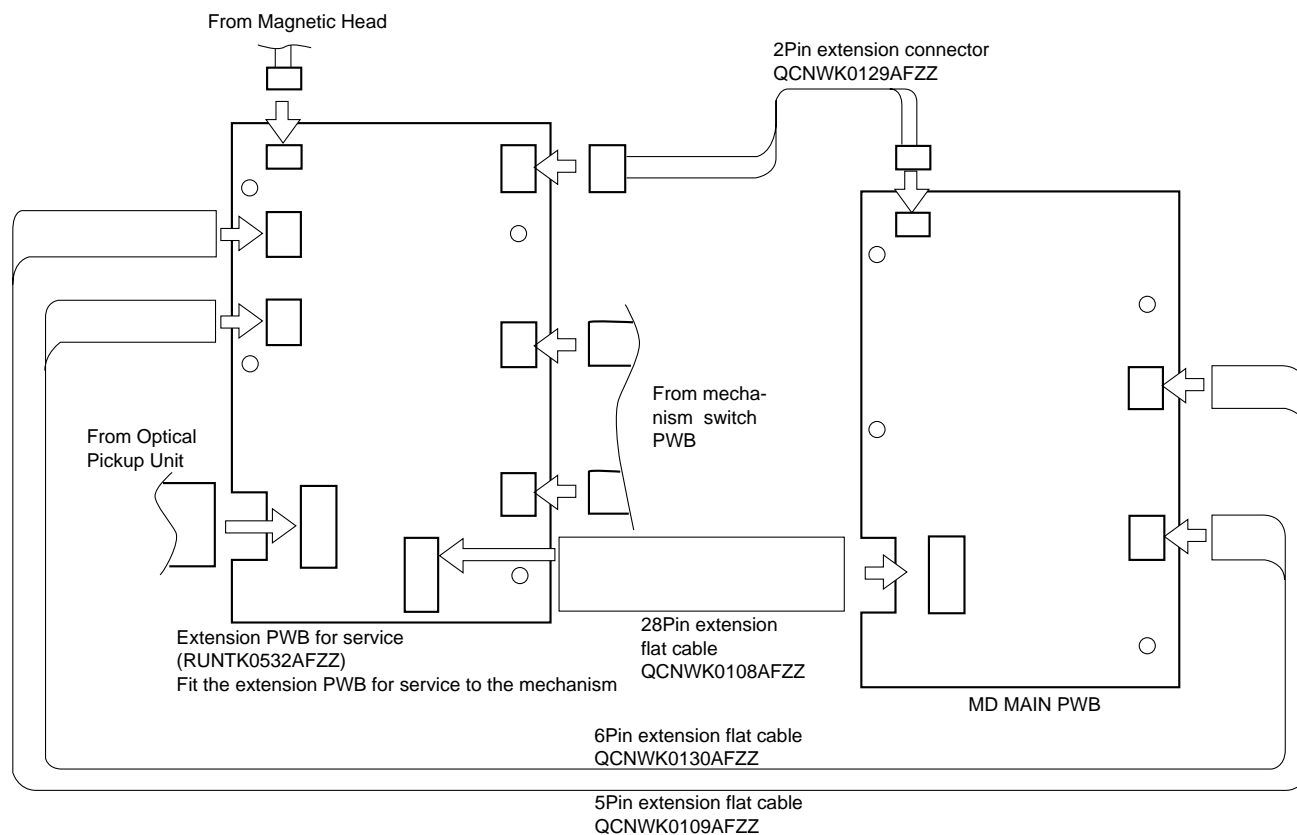 From Magnetic Head
2Pin extension connector
QCNWK0129AFZZ
From mecha-
nism switch
PWB
From Optical
Pickup Unit
Extension PWB for service
(RUNTK0532AFZZ)
Fit the extension PWB for service to the mechanism
28Pin extension
flat cable
QCNWK0108AFZZ
MD MAIN PWB
6Pin extension flat cable
QCNWK0130AFZZ
5Pin extension flat cable
QCNWK0109AFZZ